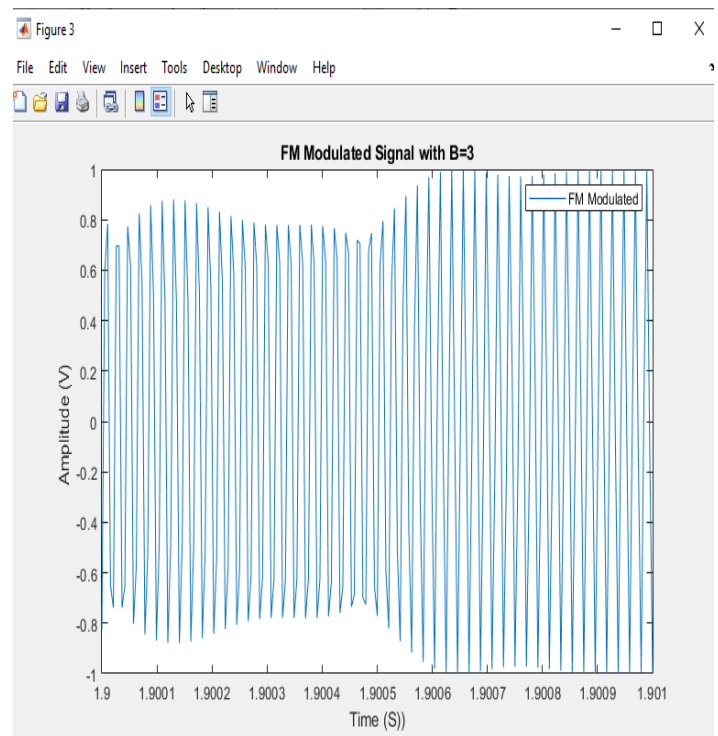 Figure 3
File Edit View Insert Tools Desktop Window Help
FM Modulated Signal with B=3
FM Modulated
1
0.8
0.6
0.4
0.2
0
-0.2
-0.4
-0.6
-0.8
-1
Amplitude (V)
1.9 1.9001 1.9002 1.9003 1.9004 1.9005 1.9006 1.9007 1.9008 1.9009 1.901
Time (S))